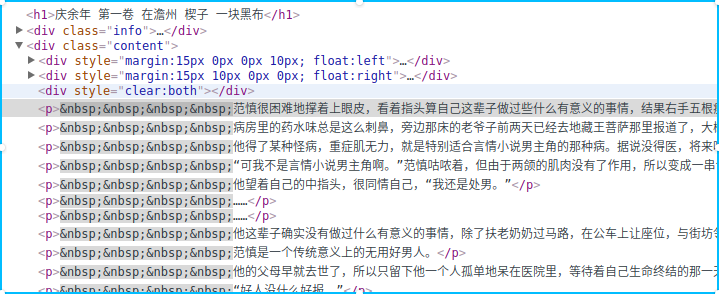 <h1>庆余年 第一卷 在澹州 楔子 一块黑布</h1>
<div class="info">…</div>
<div class="content">
<div style="margin:15px 0px 0px 10px; float:left">…</div>
<div style="margin:15px 10px 0px 0px; float:right">…</div>
<div style="clear:both"></div>
<p>&nbsp;&nbsp;&nbsp;&nbsp;范慎很困难地撑着上眼皮，看着指头算自己这辈子做过些什么有意义的事情，结果右手五根
<p>&nbsp;&nbsp;&nbsp;&nbsp;病房里的药水味总是这么刺鼻，旁边那床的老爷子前两天已经去地藏王菩萨那里报道了，大
<p>&nbsp;&nbsp;&nbsp;&nbsp;他得了某种怪病，重症肌无力，就是特别适合言情小说男主角的那种病。据说没得医，将来
<p>&nbsp;&nbsp;&nbsp;&nbsp;“可我不是言情小说男主角啊。”范慎咕哝着，但由于两颌的肌肉没有了作用，所以变成一串
<p>&nbsp;&nbsp;&nbsp;&nbsp;他望着自己的中指头，很同情自己，“我还是处男。”</p>
<p>&nbsp;&nbsp;&nbsp;&nbsp;……</p>
<p>&nbsp;&nbsp;&nbsp;&nbsp;……</p>
<p>&nbsp;&nbsp;&nbsp;&nbsp;他这辈子确实没有做过什么有意义的事情，除了扶老奶奶过马路，在公车上让座位，与街坊
<p>&nbsp;&nbsp;&nbsp;&nbsp;范慎是一个传统意义上的无用好男人。</p>
<p>&nbsp;&nbsp;&nbsp;&nbsp;他的父母早就去世了，所以只留下他一个人孤单地呆在医院里，等待着自己生命终结的那一
<p>&nbsp;&nbsp;&nbsp;&nbsp;“好人没什么好报。”</p>